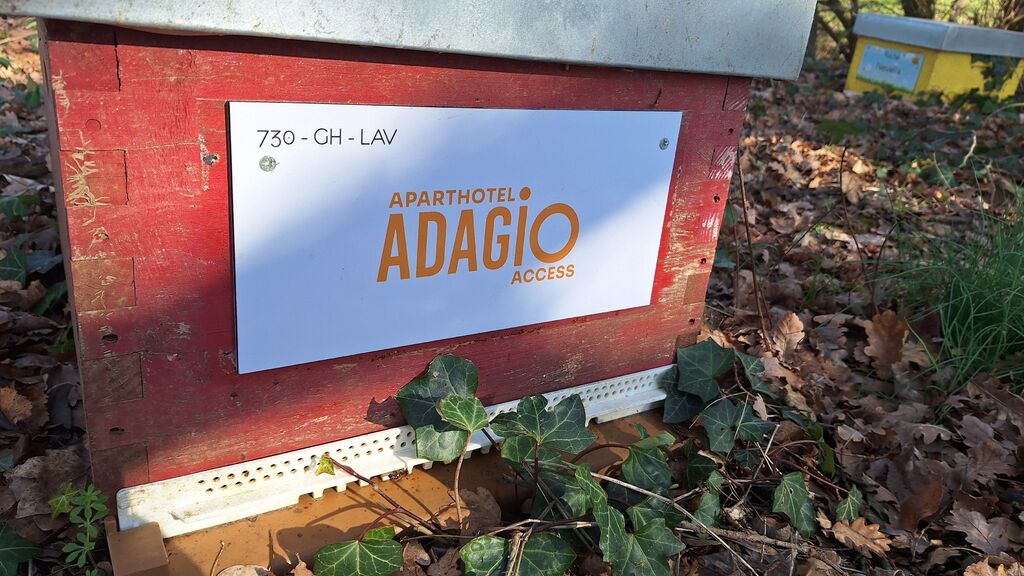 730 - GH - LAV
APARTHOTEL
ADAGIO
ACCESS